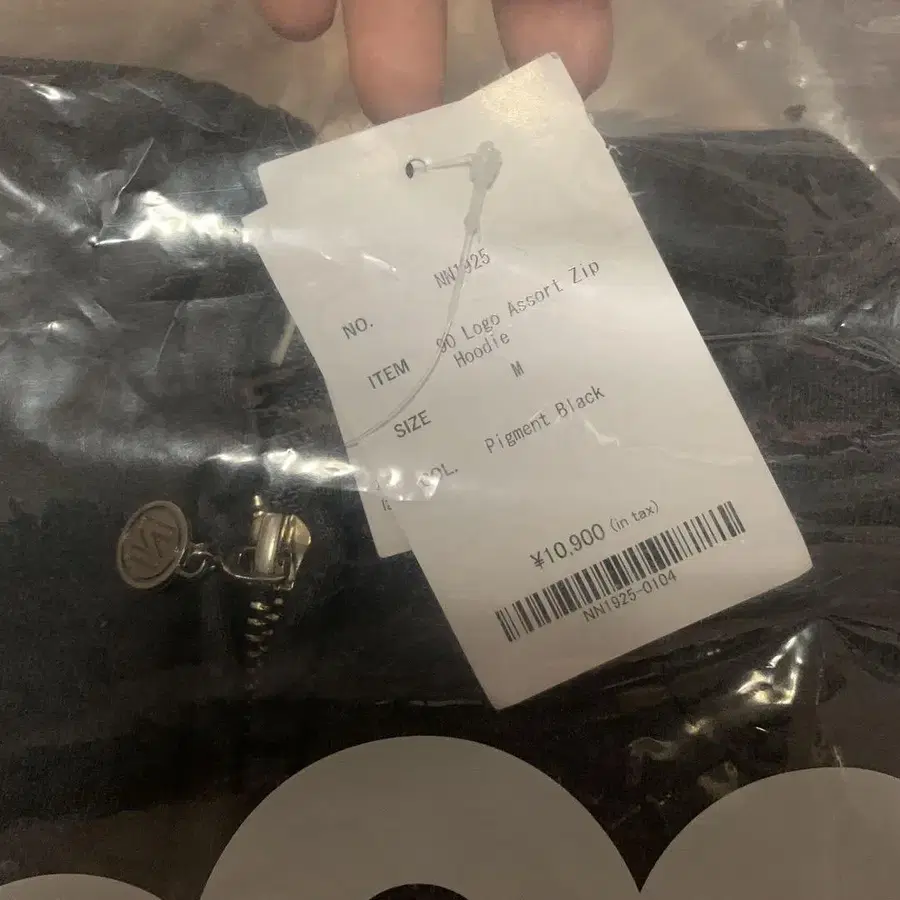 NO. NN1925
ITEM 90 Logo Assort Zip
Hoodie
SIZE M
COL. Pigment Black
¥10,900 (in tax)
NN1925-0104